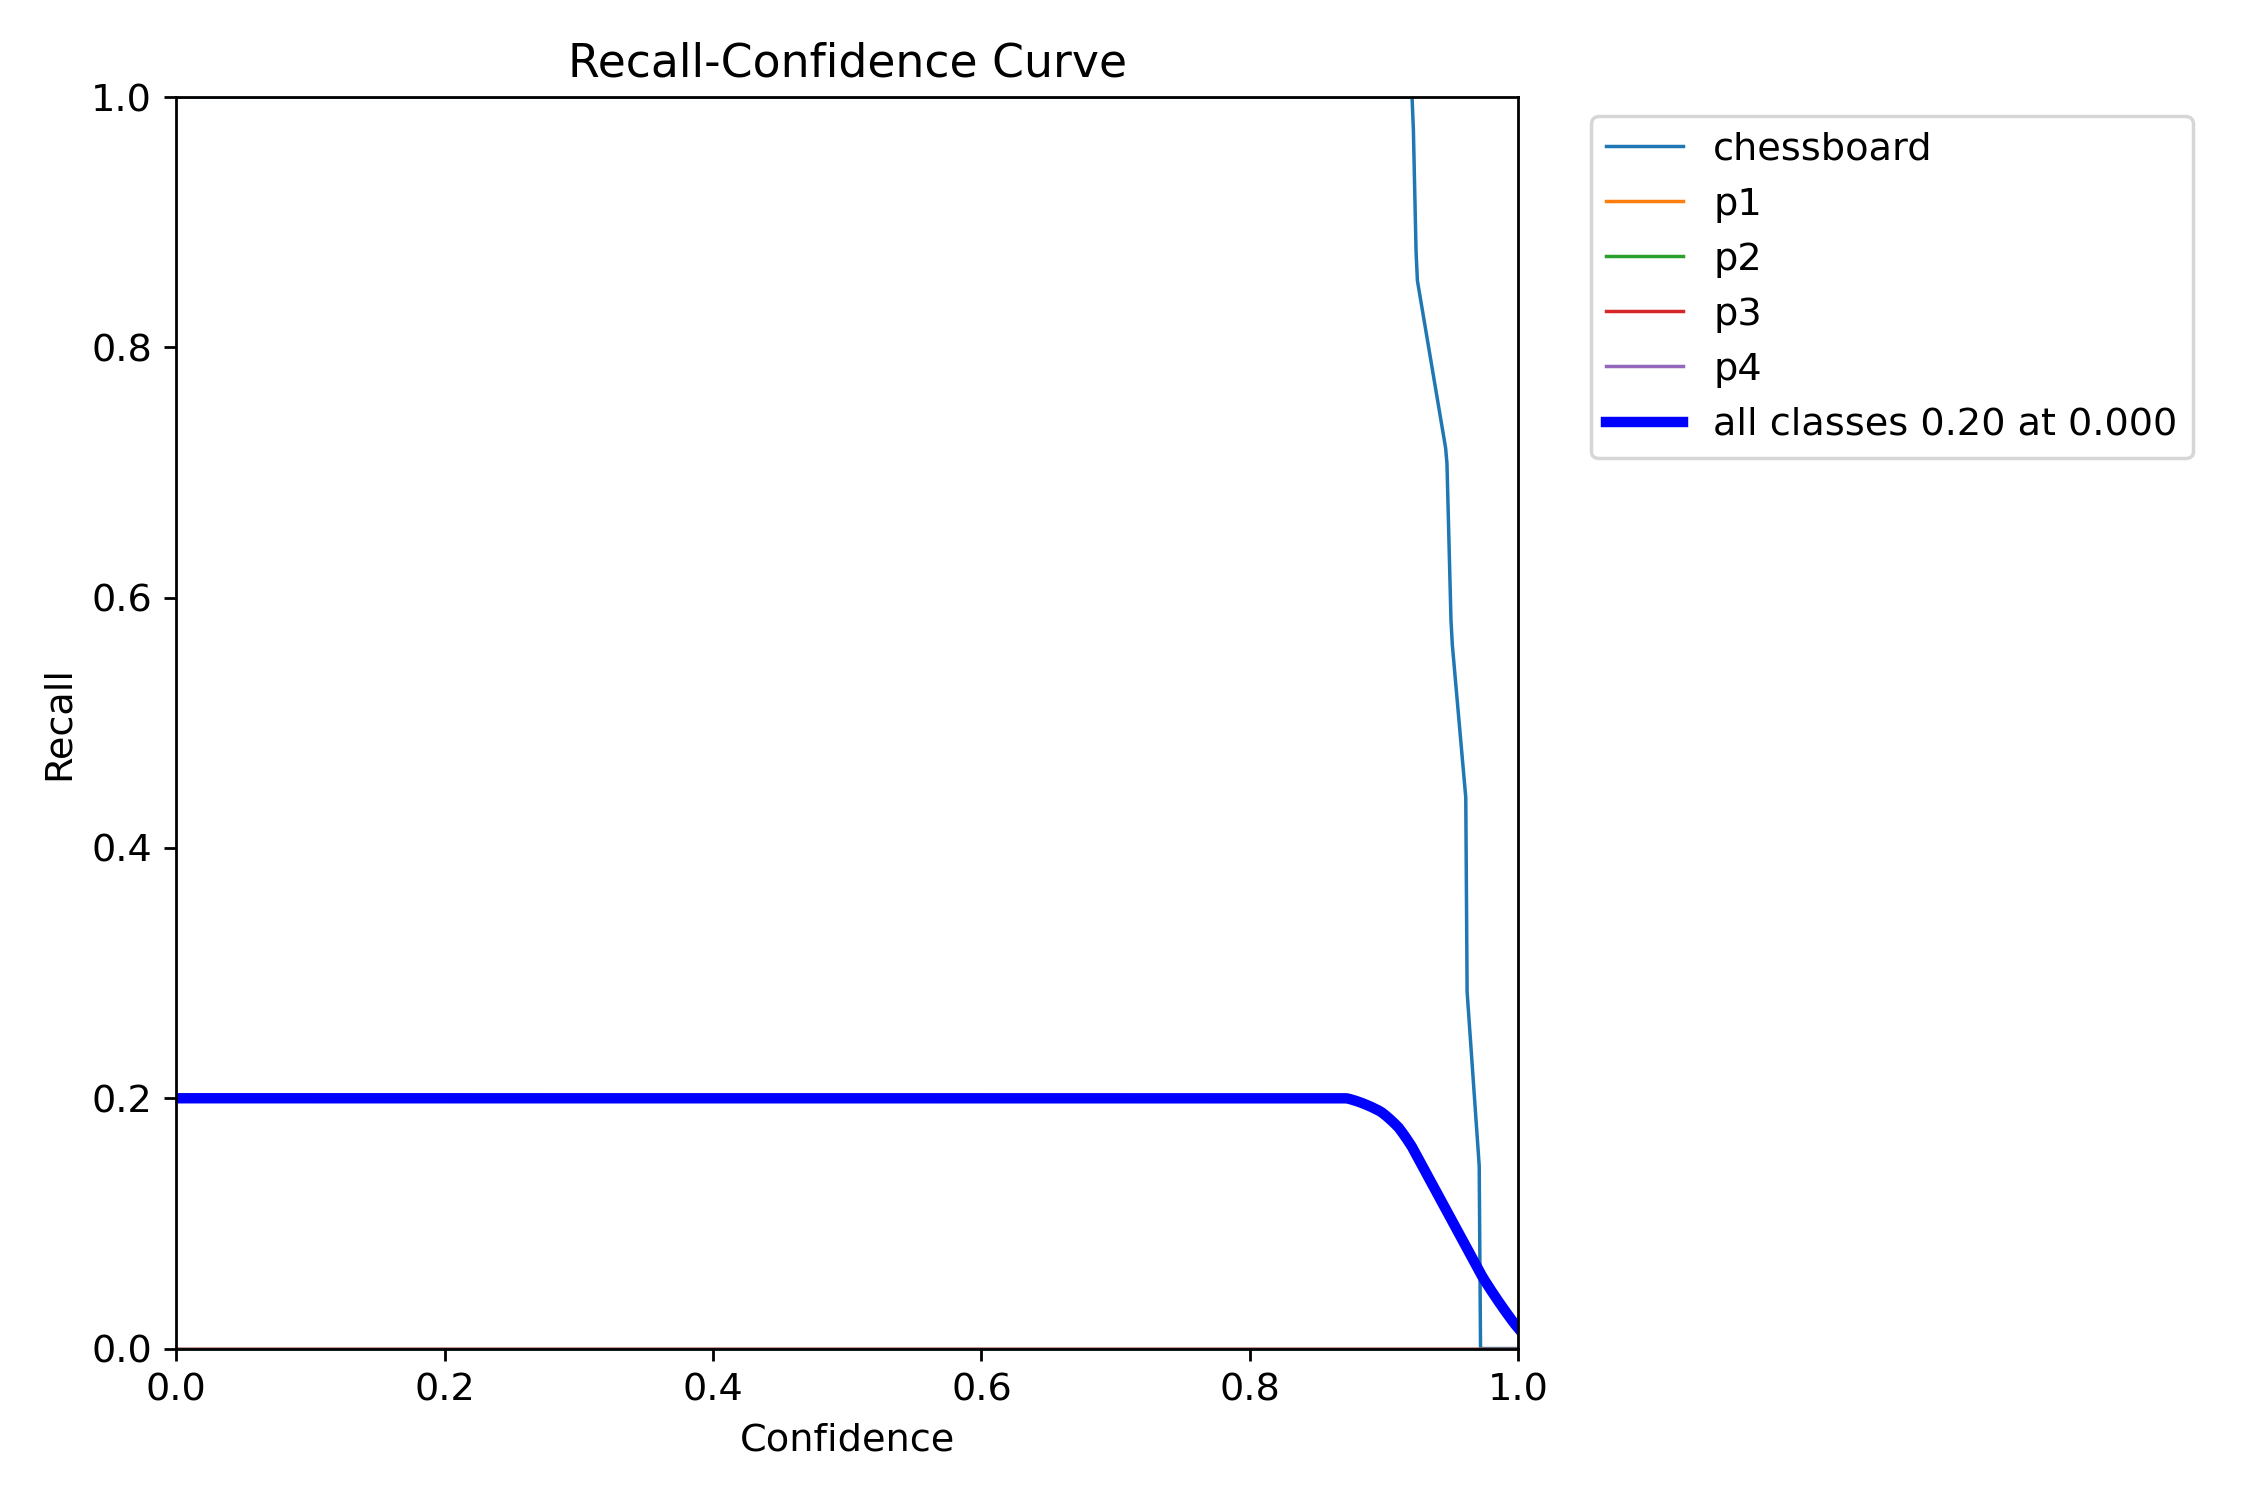 Recall-Confidence Curve
1.0
0.8
0.6
0.4
0.2
0.0
Recall
0.0 0.2 0.4 0.6 0.8 1.0
Confidence
chessboard
p1
p2
p3
p4
all classes 0.20 at 0.000